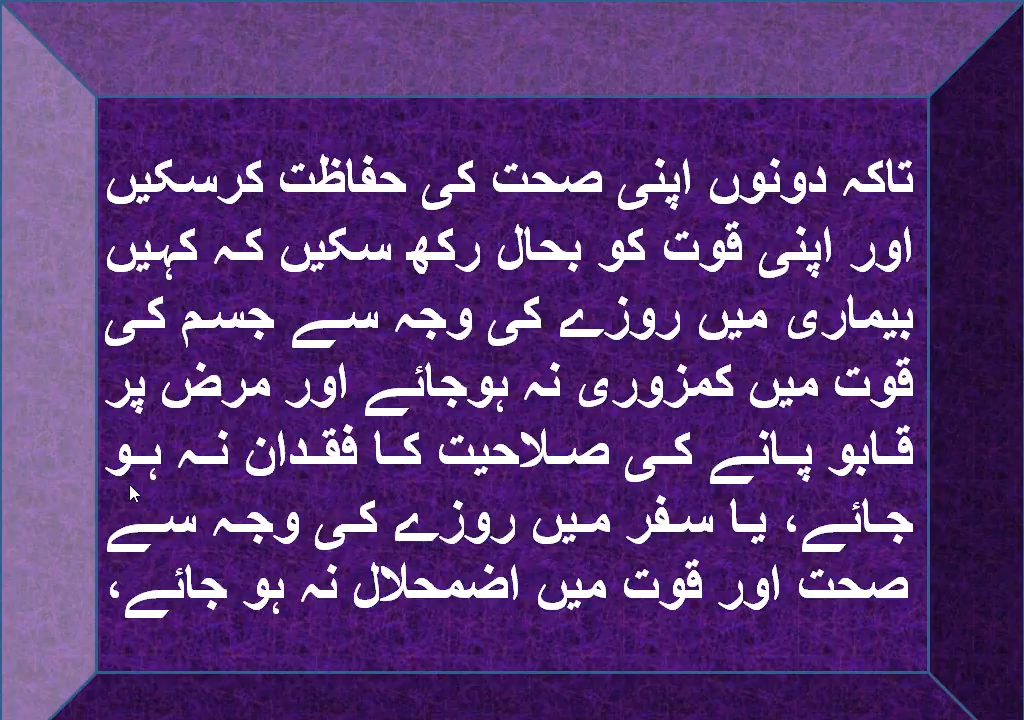 تاکہ دونوں اپنی صحت کی حفاظت کرسکیں
اور اپنی قوت کو بحال رکھ سکیں کہ کہیں
بیماری میں روزے کی وجہ سے جسم کی
قوت میں کمزوری نہ ہوجائے اور مرض پر
قابو پانے کی صلاحیت کا فقدان نہ ہو
جائے، یا سفر میں روزے کی وجہ سے
صحت اور قوت میں اضمحلال نہ ہو جائے،